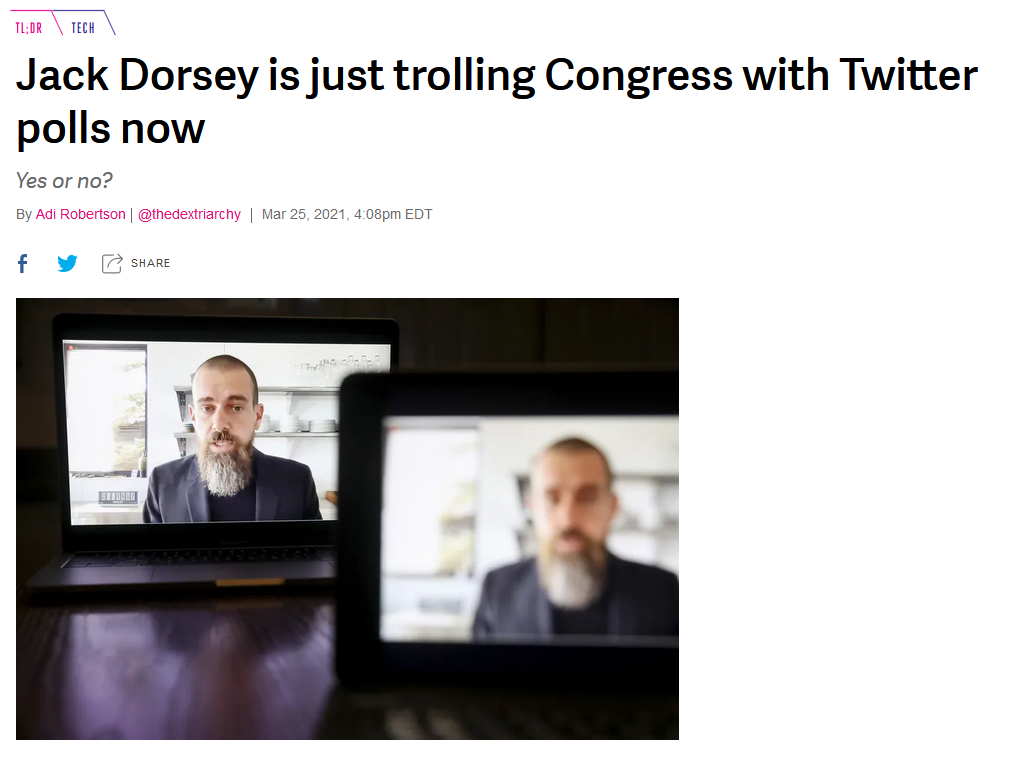 TL;DR TECH
Jack Dorsey is just trolling Congress with Twitter
polls now
Yes or no?
By Adi Robertson | @thedextriarchy | Mar 25, 2021, 4:08pm EDT
SHARE